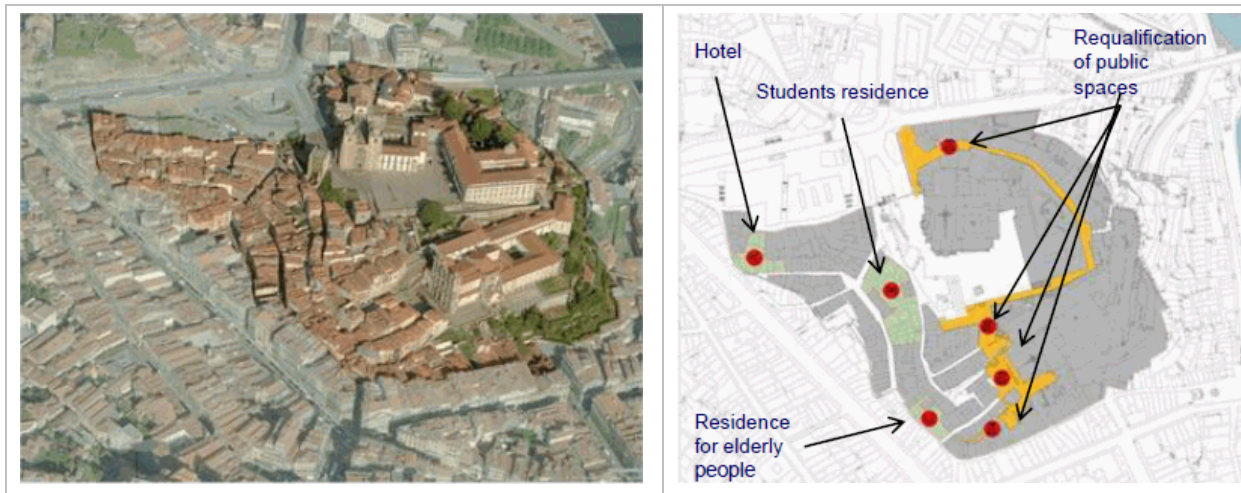 Hotel
Students residence
Requalification
of public
spaces
Residence
for elderly
people